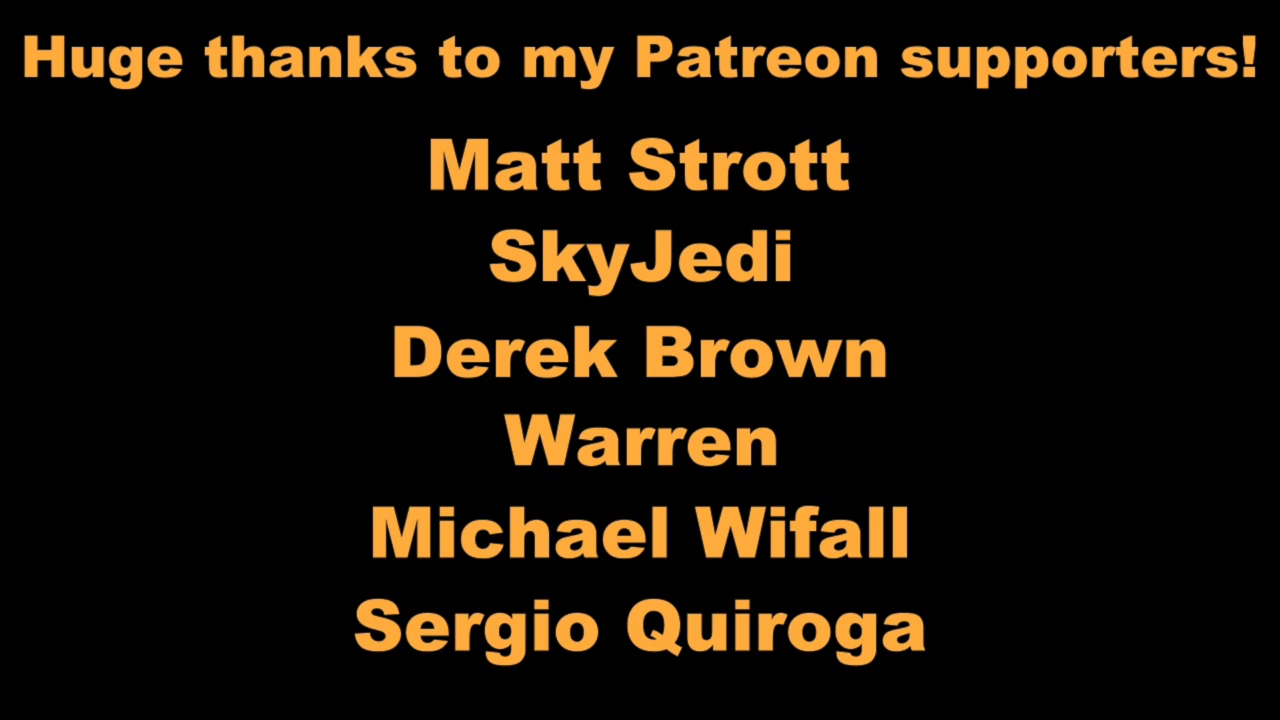 Huge thanks to my Patreon supporters!
Matt Strott
SkyJedi
Derek Brown
Warren
Michael Wifall
Sergio Quiroga